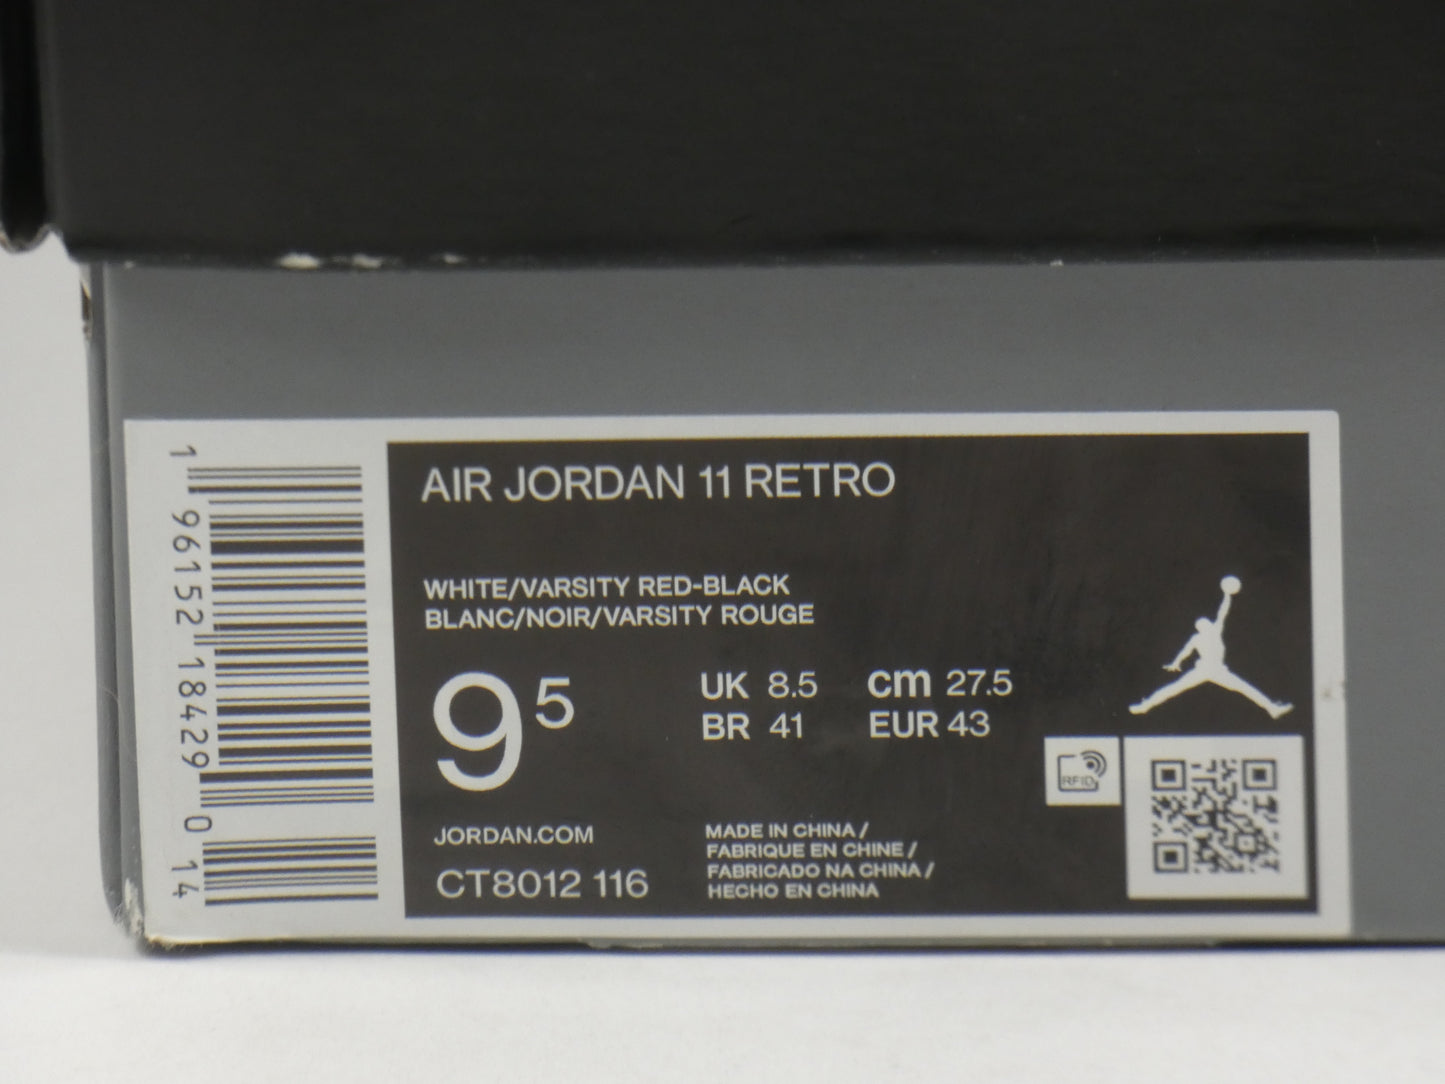 1 96152 18429 0 14
AIR JORDAN 11 RETRO
WHITE/VARSITY RED-BLACK
BLANC/NOIR/VARSITY ROUGE
9 5
UK 8.5 cm 27.5
BR 41 EUR 43
RFID
JORDAN.COM
CT8012 116
MADE IN CHINA /
FABRIQUE EN CHINE /
FABRICADO NA CHINA /
HECHO EN CHINA